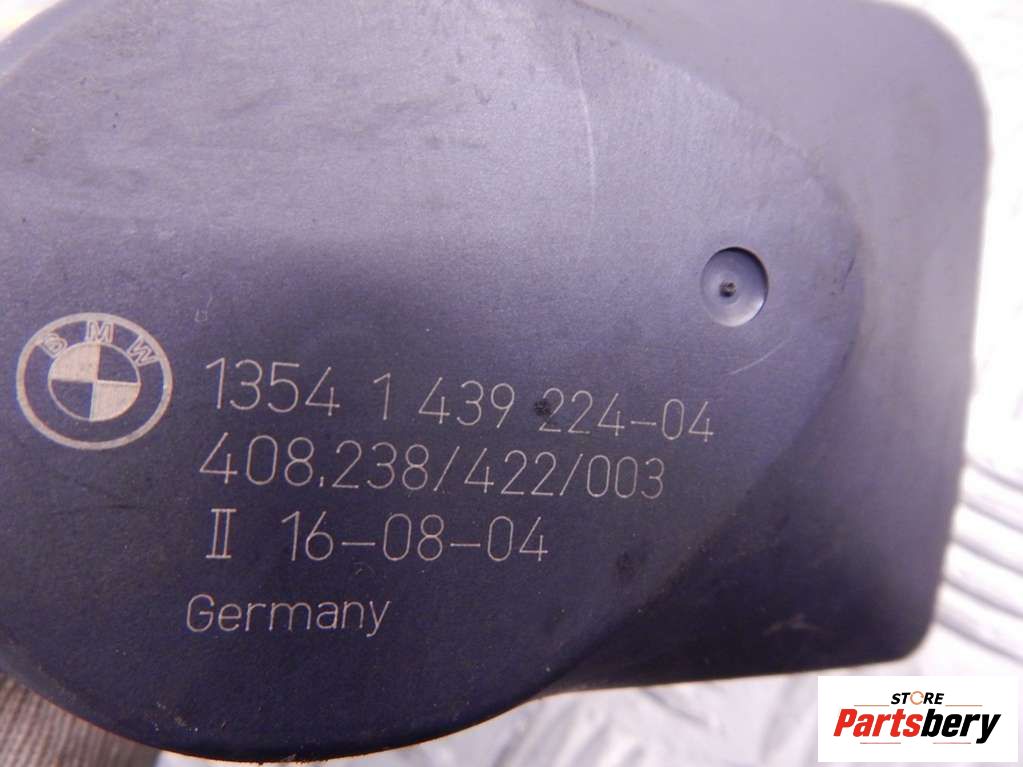 BMW
1354 1 439 224-04
408.238/422/003
II 16-08-04
Germany
STORE
Partsbery